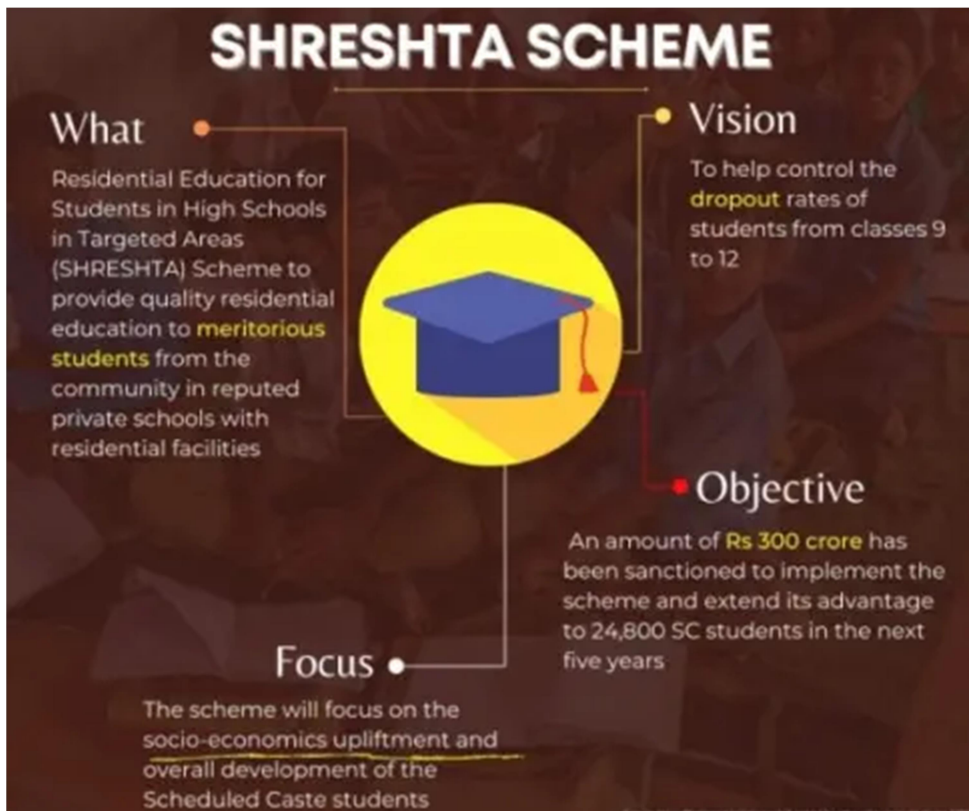 SHRESHTA SCHEME
What
Residential Education for
Students in High Schools
in Targeted Areas
(SHRESHTA) Scheme to
provide quality residential
education to meritorious
students from the
community in reputed
private schools with
residential facilities
Vision
To help control the
dropout rates of
students from classes 9
to 12
Objective
An amount of Rs 300 crore has
been sanctioned to implement the
scheme and extend its advantage
to 24,800 SC students in the next
five years
Focus
The scheme will focus on the
socio-economics upliftment and
overall development of the
Scheduled Caste students